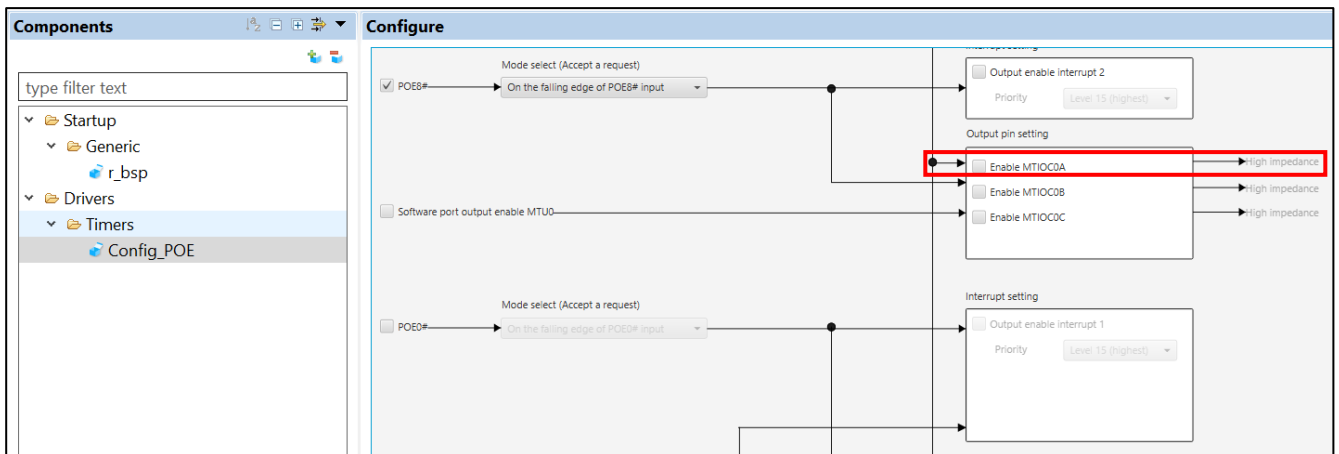 Components
type filter text
Startup
Generic
r_bsp
Drivers
Timers
Config_POE
Configure
Mode select (Accept a request)
POE8#
On the falling edge of POE8# input
Output enable interrupt 2
Priority
Level 15 (highest)
Output pin setting
Enable MTIOC0A
High impedance
Enable MTIOC0B
High impedance
Software port output enable MTU0
Enable MTIOC0C
High impedance
Mode select (Accept a request)
POE0#
On the falling edge of POE0# input
Interrupt setting
Output enable interrupt 1
Priority
Level 15 (highest)